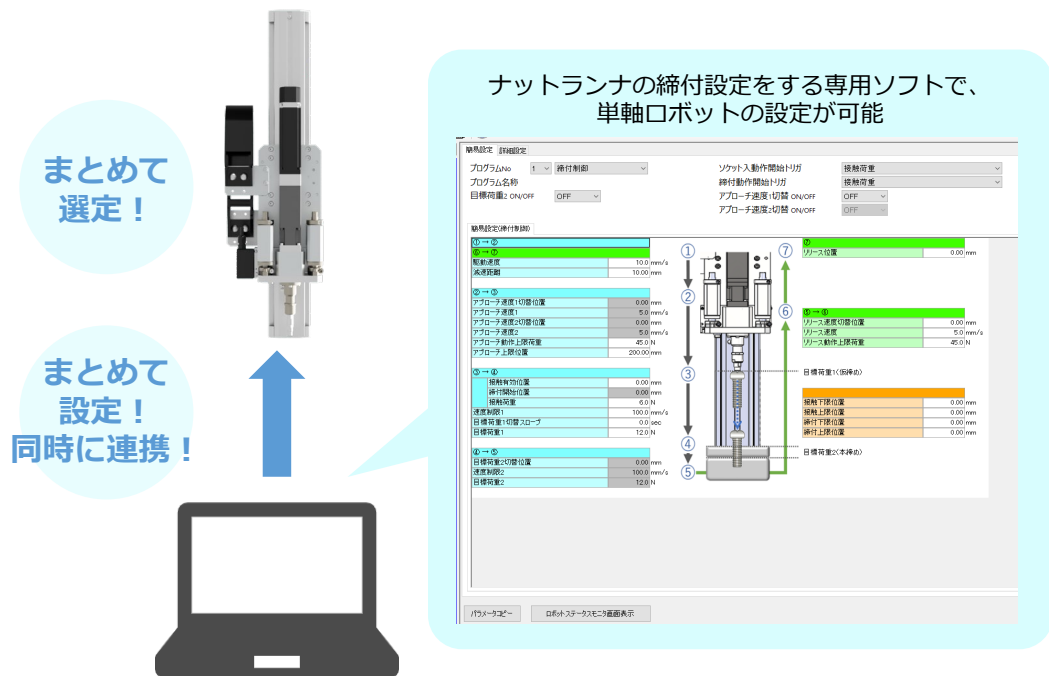 まとめて
選定！
まとめて
設定！
同時に連携！
ナットランナの締付設定をする専用ソフトで、
単軸ロボットの設定が可能
簡易設定 詳細設定
プログラムNo 1 締付制御
プログラム名称
目標荷重2 ON/OFF OFF
ソケット入動作開始トリガ 接触荷重
締付動作開始トリガ 接触荷重
アプローチ速度1切替 ON/OFF OFF
アプローチ速度2切替 ON/OFF OFF
簡易設定(締付制御)
① → ②
⑥ → ⑦
駆動速度 10.0 mm/s
減速距離 10.00 mm
② → ③
アプローチ速度1切替位置 0.00 mm
アプローチ速度1 5.0 mm/s
アプローチ速度2切替位置 0.00 mm
アプローチ速度2 5.0 mm/s
アプローチ動作上限荷重 45.0 N
アプローチ上限位置 200.00 mm
③ → ④
接触有効位置 0.00 mm
締付開始位置 0.00 mm
接触荷重 6.0 N
速度制限1 100.0 mm/s
目標荷重1切替スロープ 0.0 sec
目標荷重1 12.0 N
④ → ⑤
目標荷重2切替位置 0.00 mm
速度制限2 100.0 mm/s
目標荷重2 12.0 N
①
②
③
④
⑤
⑦
⑥
⑦
リリース位置 0.00 mm
⑤ → ⑥
リリース速度切替位置 0.00 mm
リリース速度 5.0 mm/s
リリース動作上限荷重 45.0 N
目標荷重1(仮締め)
接触下限位置 0.00 mm
接触上限位置 0.00 mm
締付下限位置 0.00 mm
締付上限位置 0.00 mm
目標荷重2(本締め)
パラメータコピー ロボットステータスモニタ画面表示